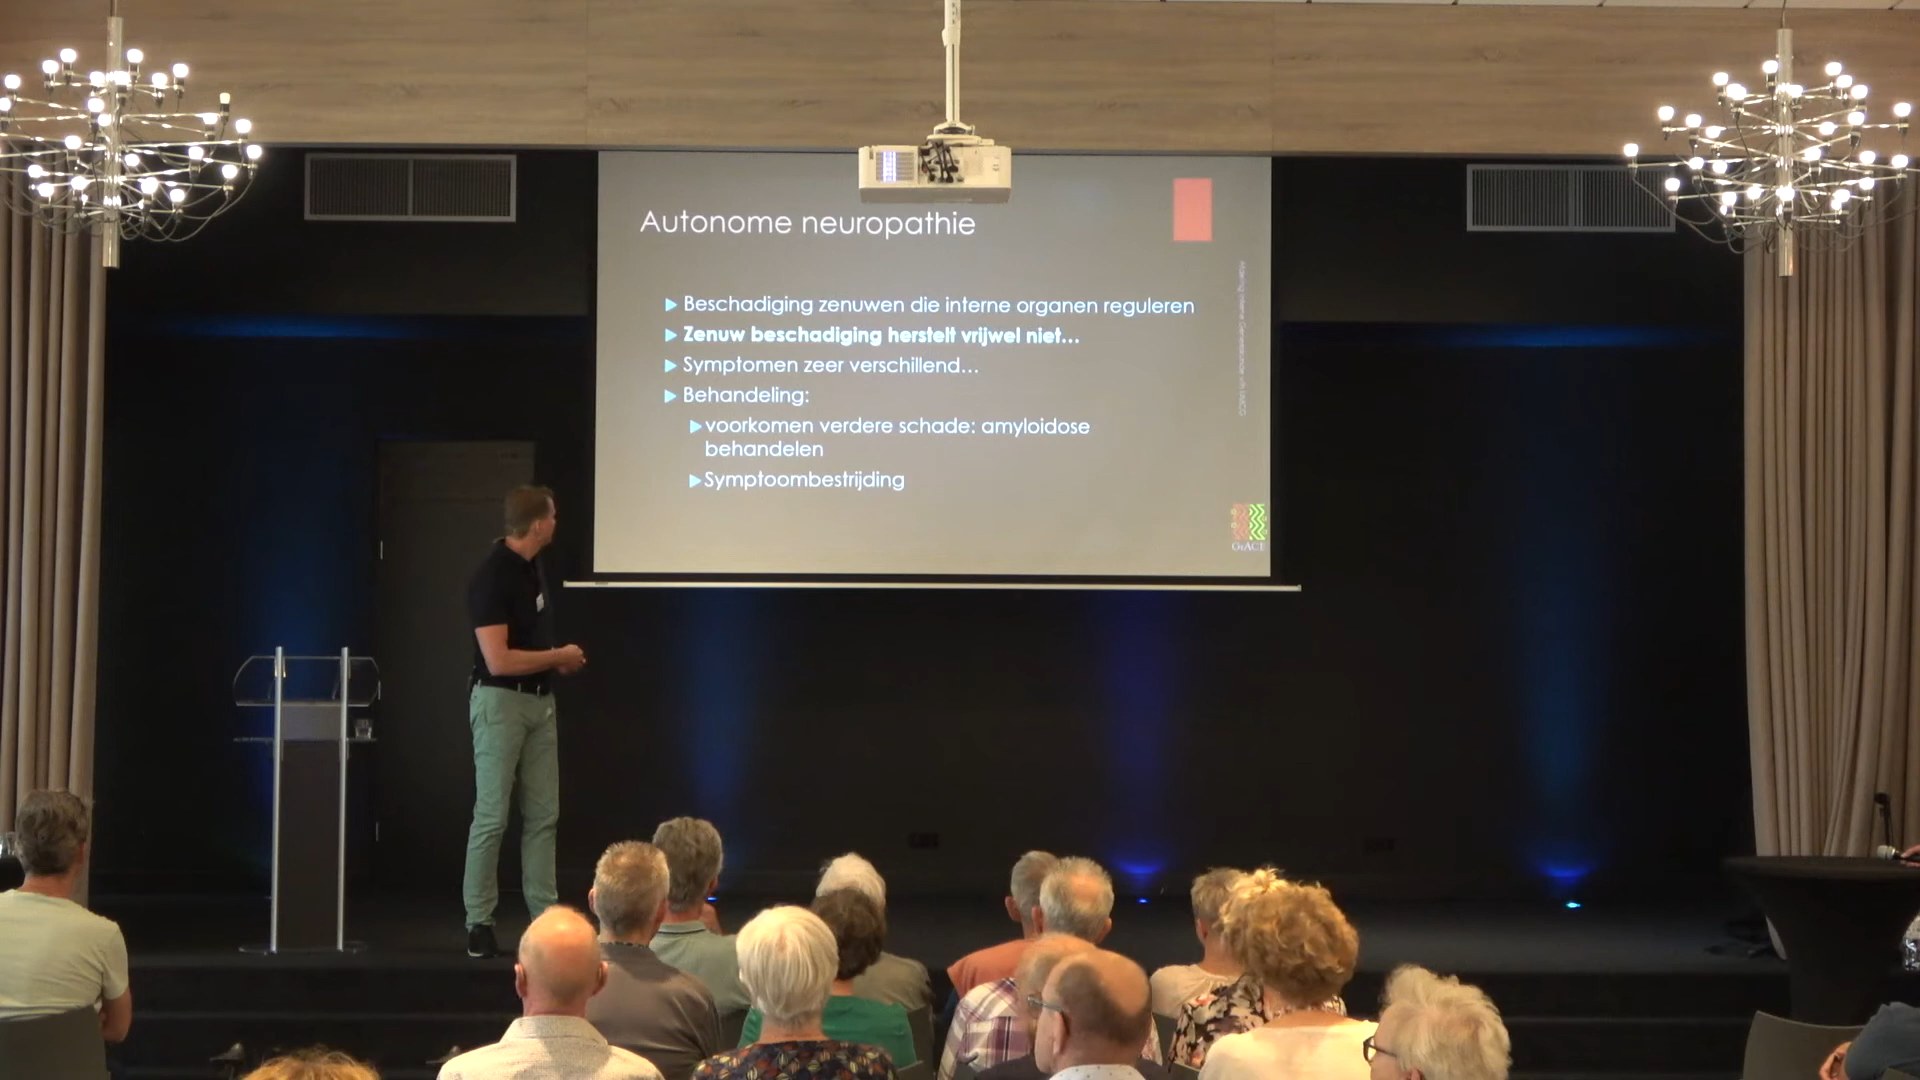 Autonome neuropathie
Beschadiging zenuwen die interne organen reguleren
Zenuw beschadiging herstelt vrijwel niet...
Symptomen zeer verschillend...
Behandeling:
voorkomen verdere schade: amyloidose
behandelen
Symptoombestrijding
GrACE